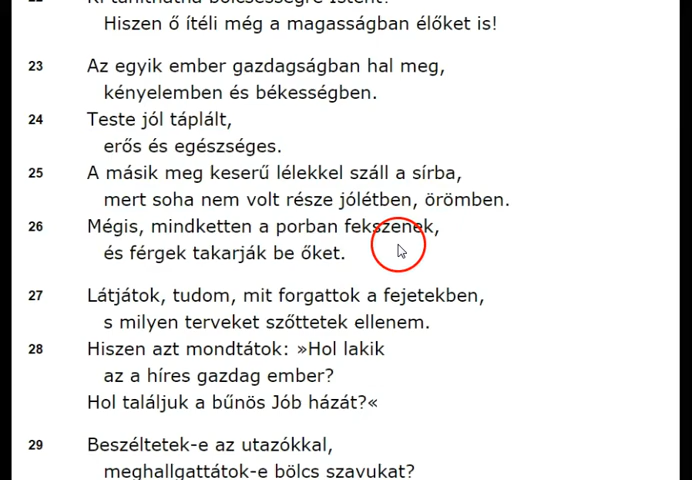 Hiszen ő ítéli még a magasságban élőket is!
23 Az egyik ember gazdagságban hal meg,
kényelemben és békességben.
24 Teste jól táplált,
erős és egészséges.
25 A másik meg keserű lélekkel száll a sírba,
mert soha nem volt része jólétben, örömben.
26 Mégis, mindketten a porban fekszenek,
és férgek takarják be őket.
27 Látjátok, tudom, mit forgattok a fejetekben,
s milyen terveket szőttetek ellenem.
28 Hiszen azt mondtátok: »Hol lakik
az a híres gazdag ember?
Hol találjuk a bűnös Jób házát?«
29 Beszéltetek-e az utazókkal,
meghallgattátok-e bölcs szavukat?